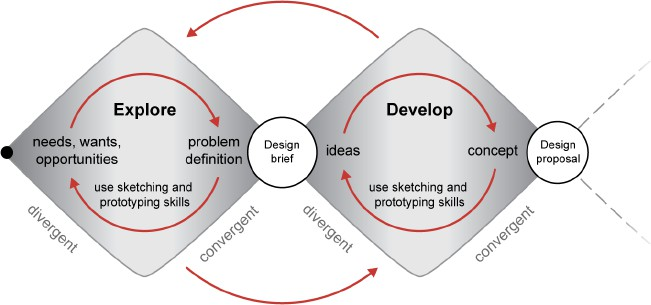 Explore
needs, wants,
opportunities
problem
definition
use sketching and
prototyping skills
divergent
convergent
Design
brief
Develop
ideas
concept
use sketching and
prototyping skills
divergent
convergent
Design
proposal